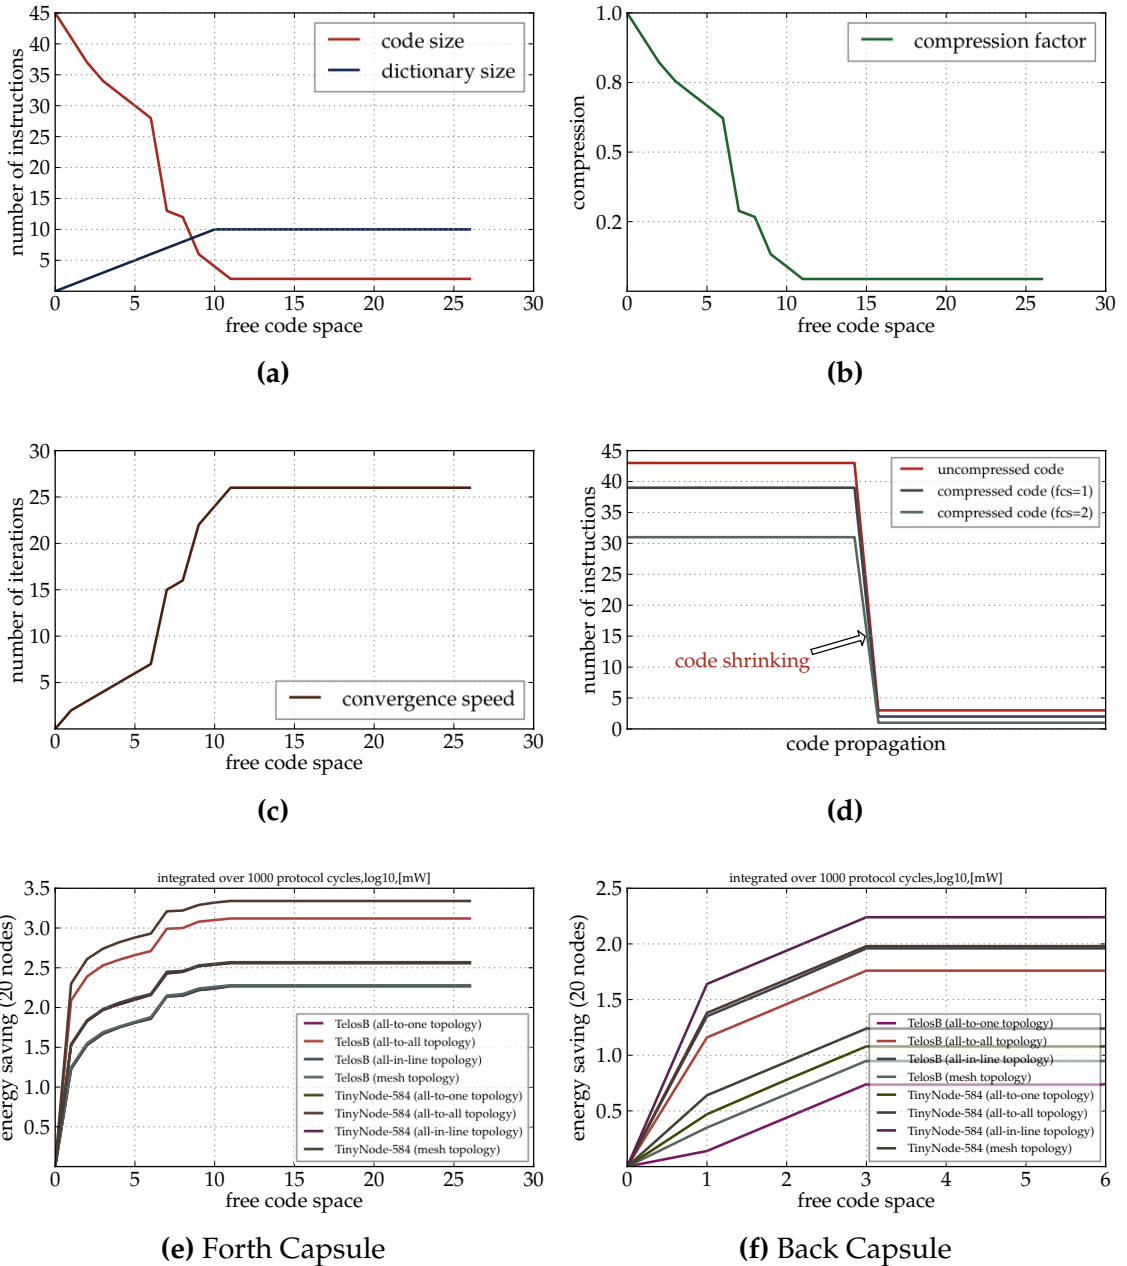 45
40
35
30
25
20
15
10
5
number of instructions
code size
dictionary size
0 5 10 15 20 25 30
free code space
(a)
1.0
0.8
0.5
0.2
compression
compression factor
0 5 10 15 20 25 30
free code space
(b)
30
25
20
15
10
5
number of iterations
convergence speed
0 5 10 15 20 25 30
free code space
(c)
45
40
35
30
25
20
15
10
5
0
number of instructions
uncompressed code
compressed code (fcs=1)
compressed code (fcs=2)
code shrinking
code propagation
(d)
integrated over 1000 protocol cycles,log10,[mW]
3.5
3.0
2.5
2.0
1.5
1.0
0.5
energy saving (20 nodes)
TelosB (all-to-one topology)
TelosB (all-to-all topology)
TelosB (all-in-line topology)
TelosB (mesh topology)
TinyNode-584 (all-to-one topology)
TinyNode-584 (all-to-all topology)
TinyNode-584 (all-in-line topology)
TinyNode-584 (mesh topology)
0 5 10 15 20 25 30
free code space
(e) Forth Capsule
integrated over 1000 protocol cycles,log10,[mW]
2.5
2.0
1.5
1.0
0.5
energy saving (20 nodes)
TelosB (all-to-one topology)
TelosB (all-to-all topology)
TelosB (all-in-line topology)
TelosB (mesh topology)
TinyNode-584 (all-to-one topology)
TinyNode-584 (all-to-all topology)
TinyNode-584 (all-in-line topology)
TinyNode-584 (mesh topology)
0 1 2 3 4 5 6
free code space
(f) Back Capsule